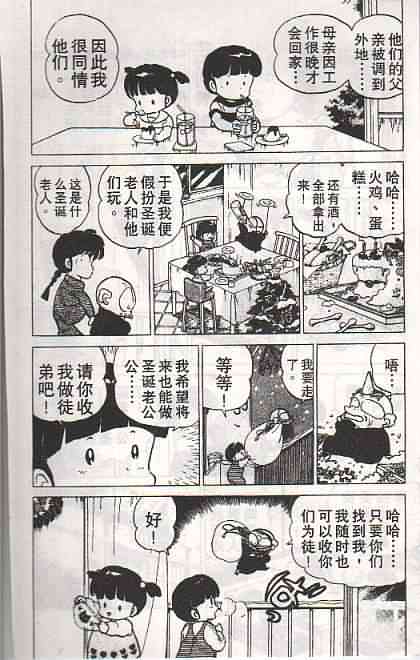 他们的父
亲被调到
外地……
母亲因工
作很晚才
会回家…
因此我
很同情
他们。
哈哈……
火鸡、蛋
糕……
还有酒,
全部拿出
来！
于是我便
假扮圣诞
老人和他
们玩。
这是什
么圣诞
老人。
唔…
我要走
了。
等等！
我希望将
来也能做
圣诞老公
公……
请你收
我做徒
弟吧！
哈哈……
只要你们
找到我，
我随时也
可以收你
们为徒！
好！